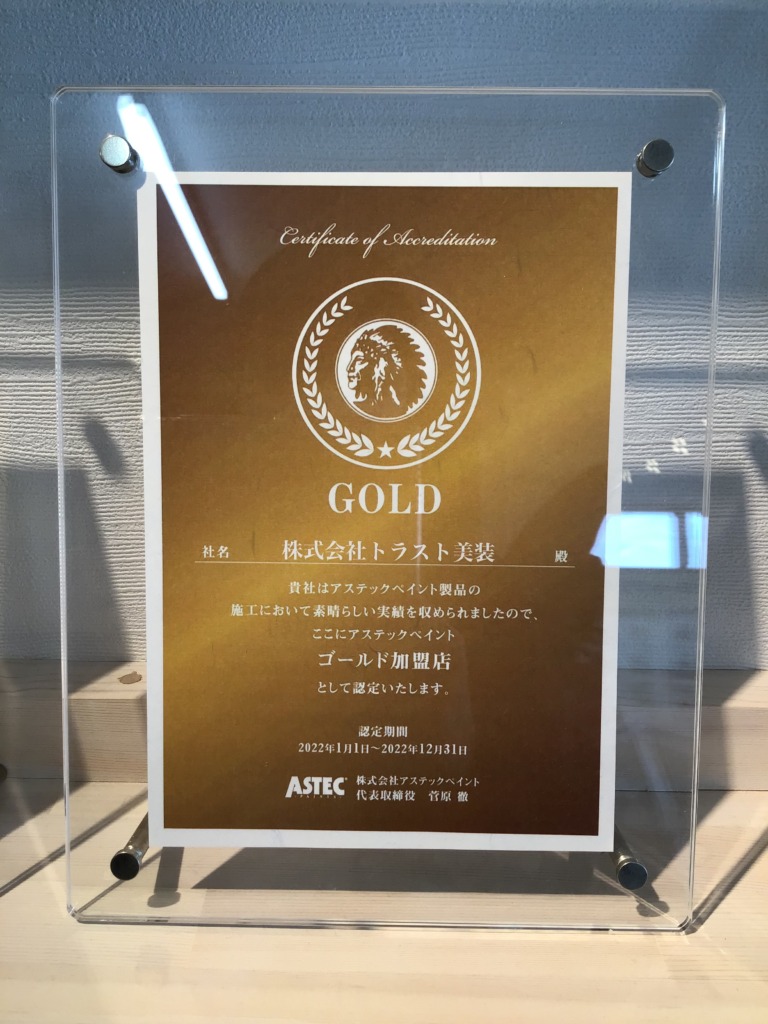 Certificate of Accreditation
GOLD
社名 株式会社トラスト美装 殿
貴社はアステックペイント製品の
施工において素晴らしい実績を収められましたので、
ここにアステックペイント
ゴールド加盟店
として認定いたします。
認定期間
2022年1月1日～2022年12月31日
ASTEC
PAINTS
株式会社アステックペイント
代表取締役 菅原 徹